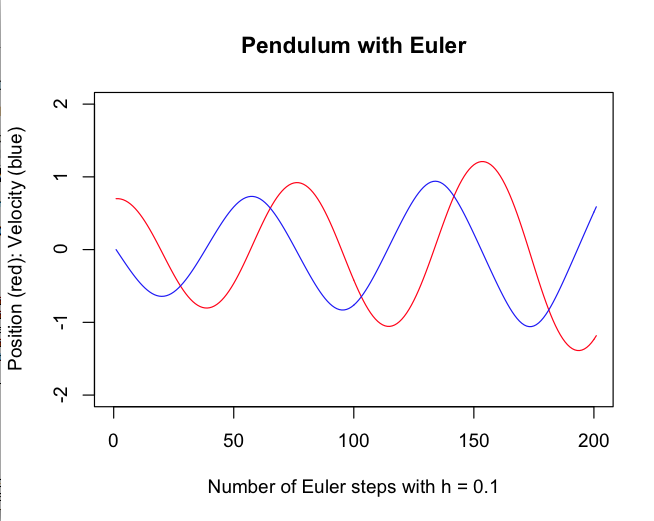 Pendulum with Euler
Position (red): Velocity (blue)
2
1
0
-1
-2
0 50 100 150 200
Number of Euler steps with h = 0.1